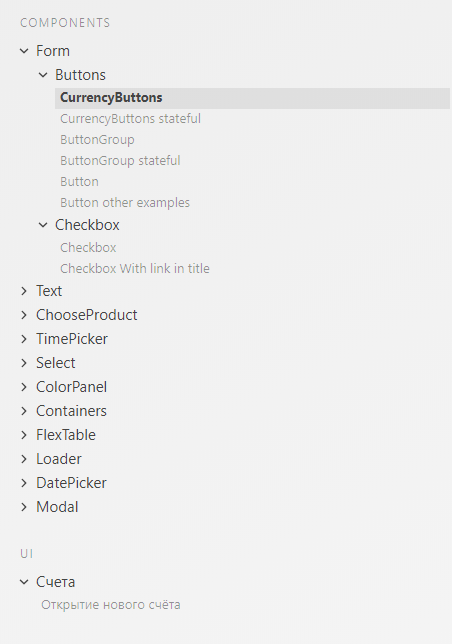 COMPONENTS
Form
Buttons
CurrencyButtons
CurrencyButtons stateful
ButtonGroup
ButtonGroup stateful
Button
Button other examples
Checkbox
Checkbox
Checkbox With link in title
Text
ChooseProduct
TimePicker
Select
ColorPanel
Containers
FlexTable
Loader
DatePicker
Modal
UI
Счета
Открытие нового счёта